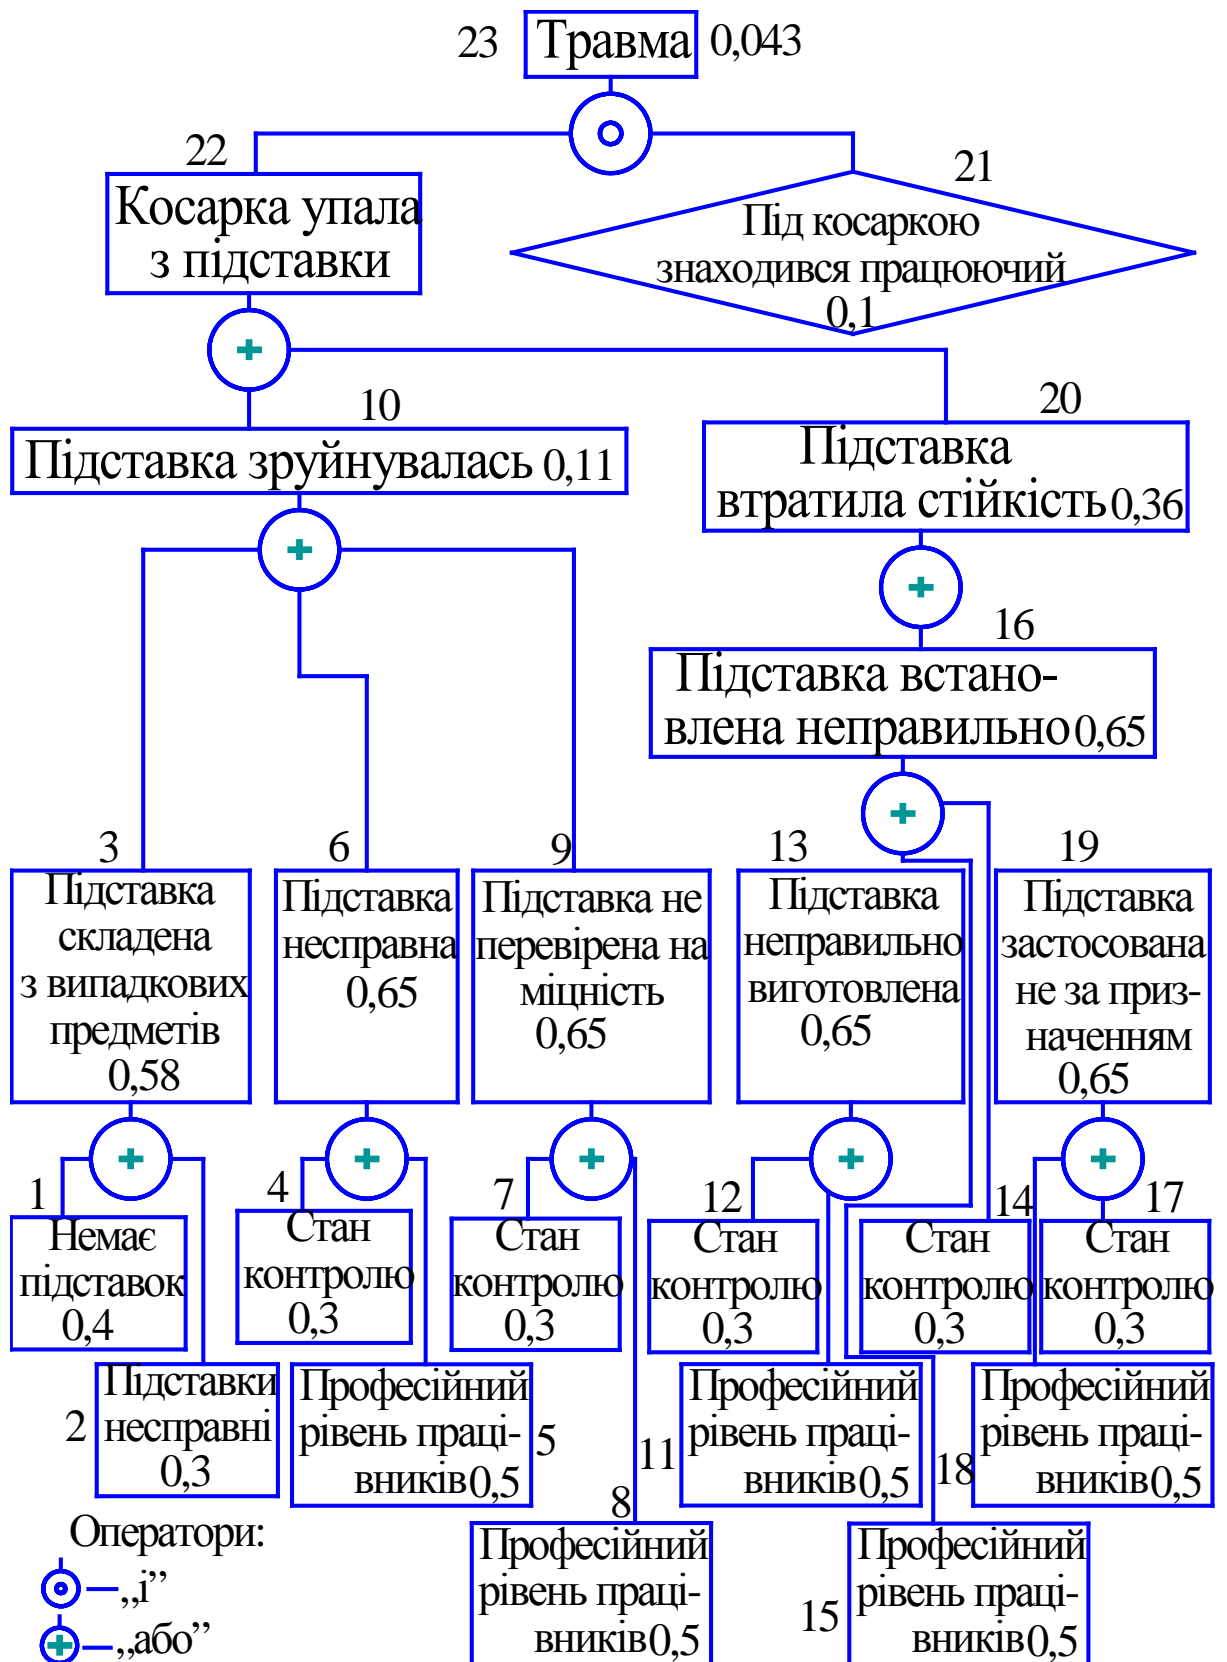 23 Травма 0,043
22
Косарка упала
з підставки
21
Під косаркою
знаходився працюючий
0,1
10
Підставка зруйнувалась 0,11
20
Підставка
втратила стійкість 0,36
16
Підставка встано-
влена неправильно 0,65
3
Підставка
складена
з випадкових
предметів
0,58
6
Підставка
несправна
0,65
9
Підставка не
перевірена на
міцність
0,65
13
Підставка
неправильно
виготовлена
0,65
19
Підставка
застосована
не за приз-
наченням
0,65
1
Немає
підставок
0,4
4
Стан
контролю
0,3
7
Стан
контролю
0,3
12
Стан
контролю
0,3
14
Стан
контролю
0,3
17
Стан
контролю
0,3
2
Підставки
несправні
0,3
Професійний
рівень праці-
вників 0,5
5
11
Професійний
рівень праці-
вників 0,5
18
Професійний
рівень праці-
вників 0,5
8
Професійний
рівень праці-
вників 0,5
15
Професійний
рівень праці-
вників 0,5
Оператори:
„і”
„або”